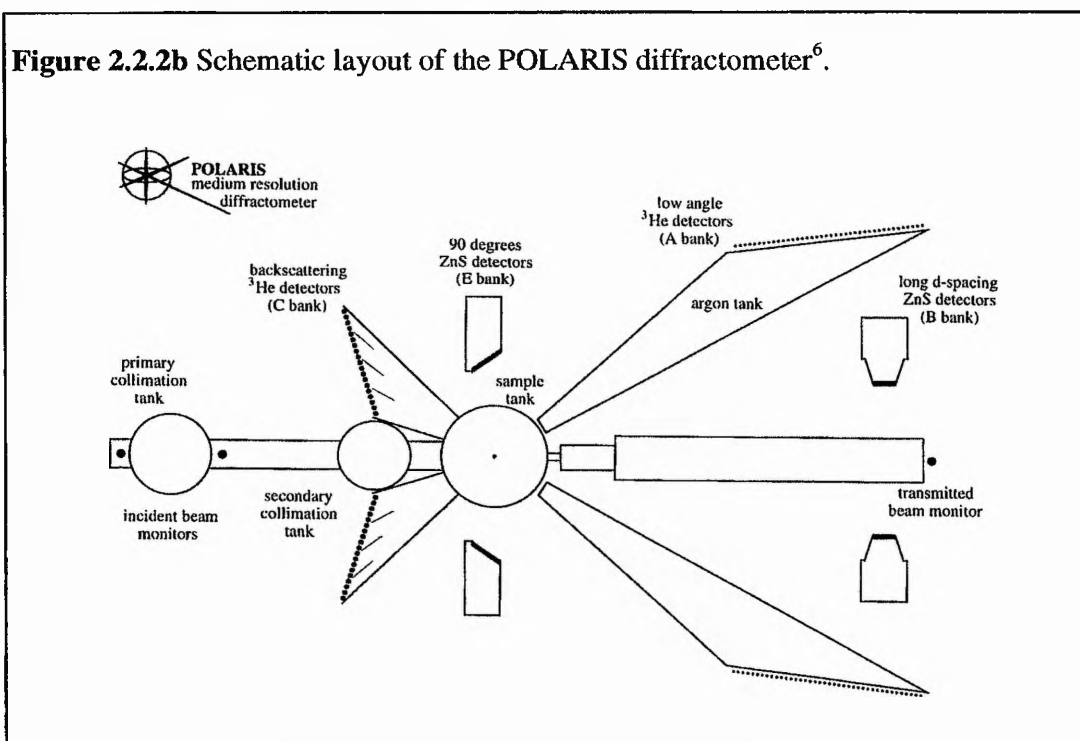 Figure 2.2.2b Schematic layout of the POLARIS diffractometer⁶.
POLARIS
medium resolution
diffractometer
low angle
³He detectors
(A bank)
90 degrees
ZnS detectors
(E bank)
backscattering
³He detectors
(C bank)
argon tank
long d-spacing
ZnS detectors
(B bank)
primary
collimation
tank
sample
tank
incident beam
monitors
secondary
collimation
tank
transmitted
beam monitor